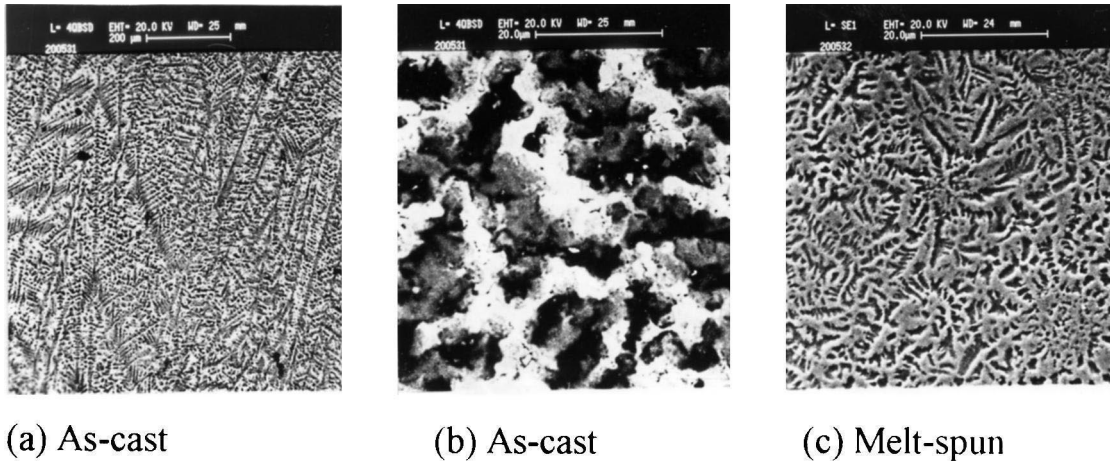 L= 4QBSD EHT= 20.0 KV WD= 25 mm
200 µm
200531
L= 4QBSD EHT= 20.0 KV WD= 25 mm
20.0µm
200531
L= SE1 EHT= 20.0 KV WD= 24 mm
20.0µm
200532
(a) As-cast
(b) As-cast
(c) Melt-spun